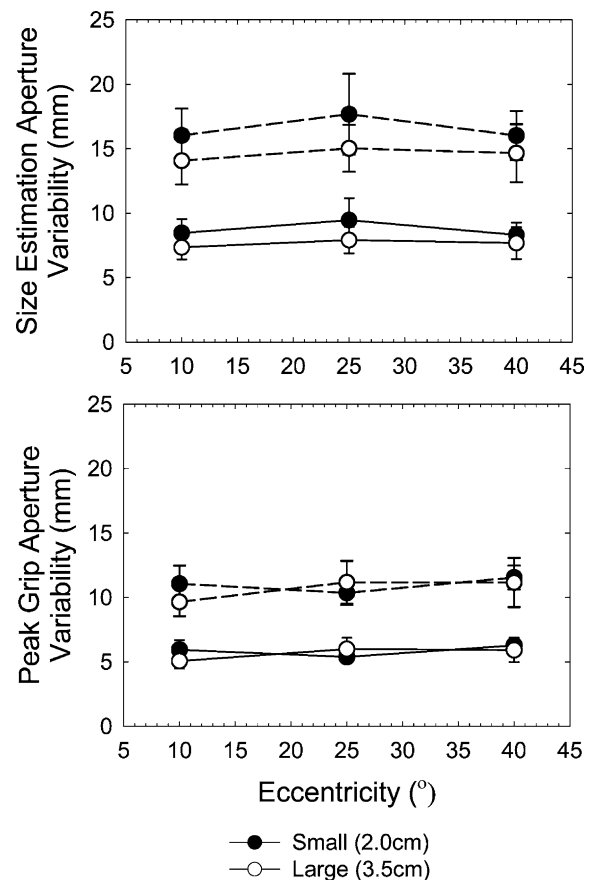 Size Estimation Aperture
Variability (mm)
25
20
15
10
5
0
5 10 15 20 25 30 35 40 45
Peak Grip Aperture
Variability (mm)
25
20
15
10
5
0
5 10 15 20 25 30 35 40 45
Eccentricity (°)
Small (2.0cm)
Large (3.5cm)